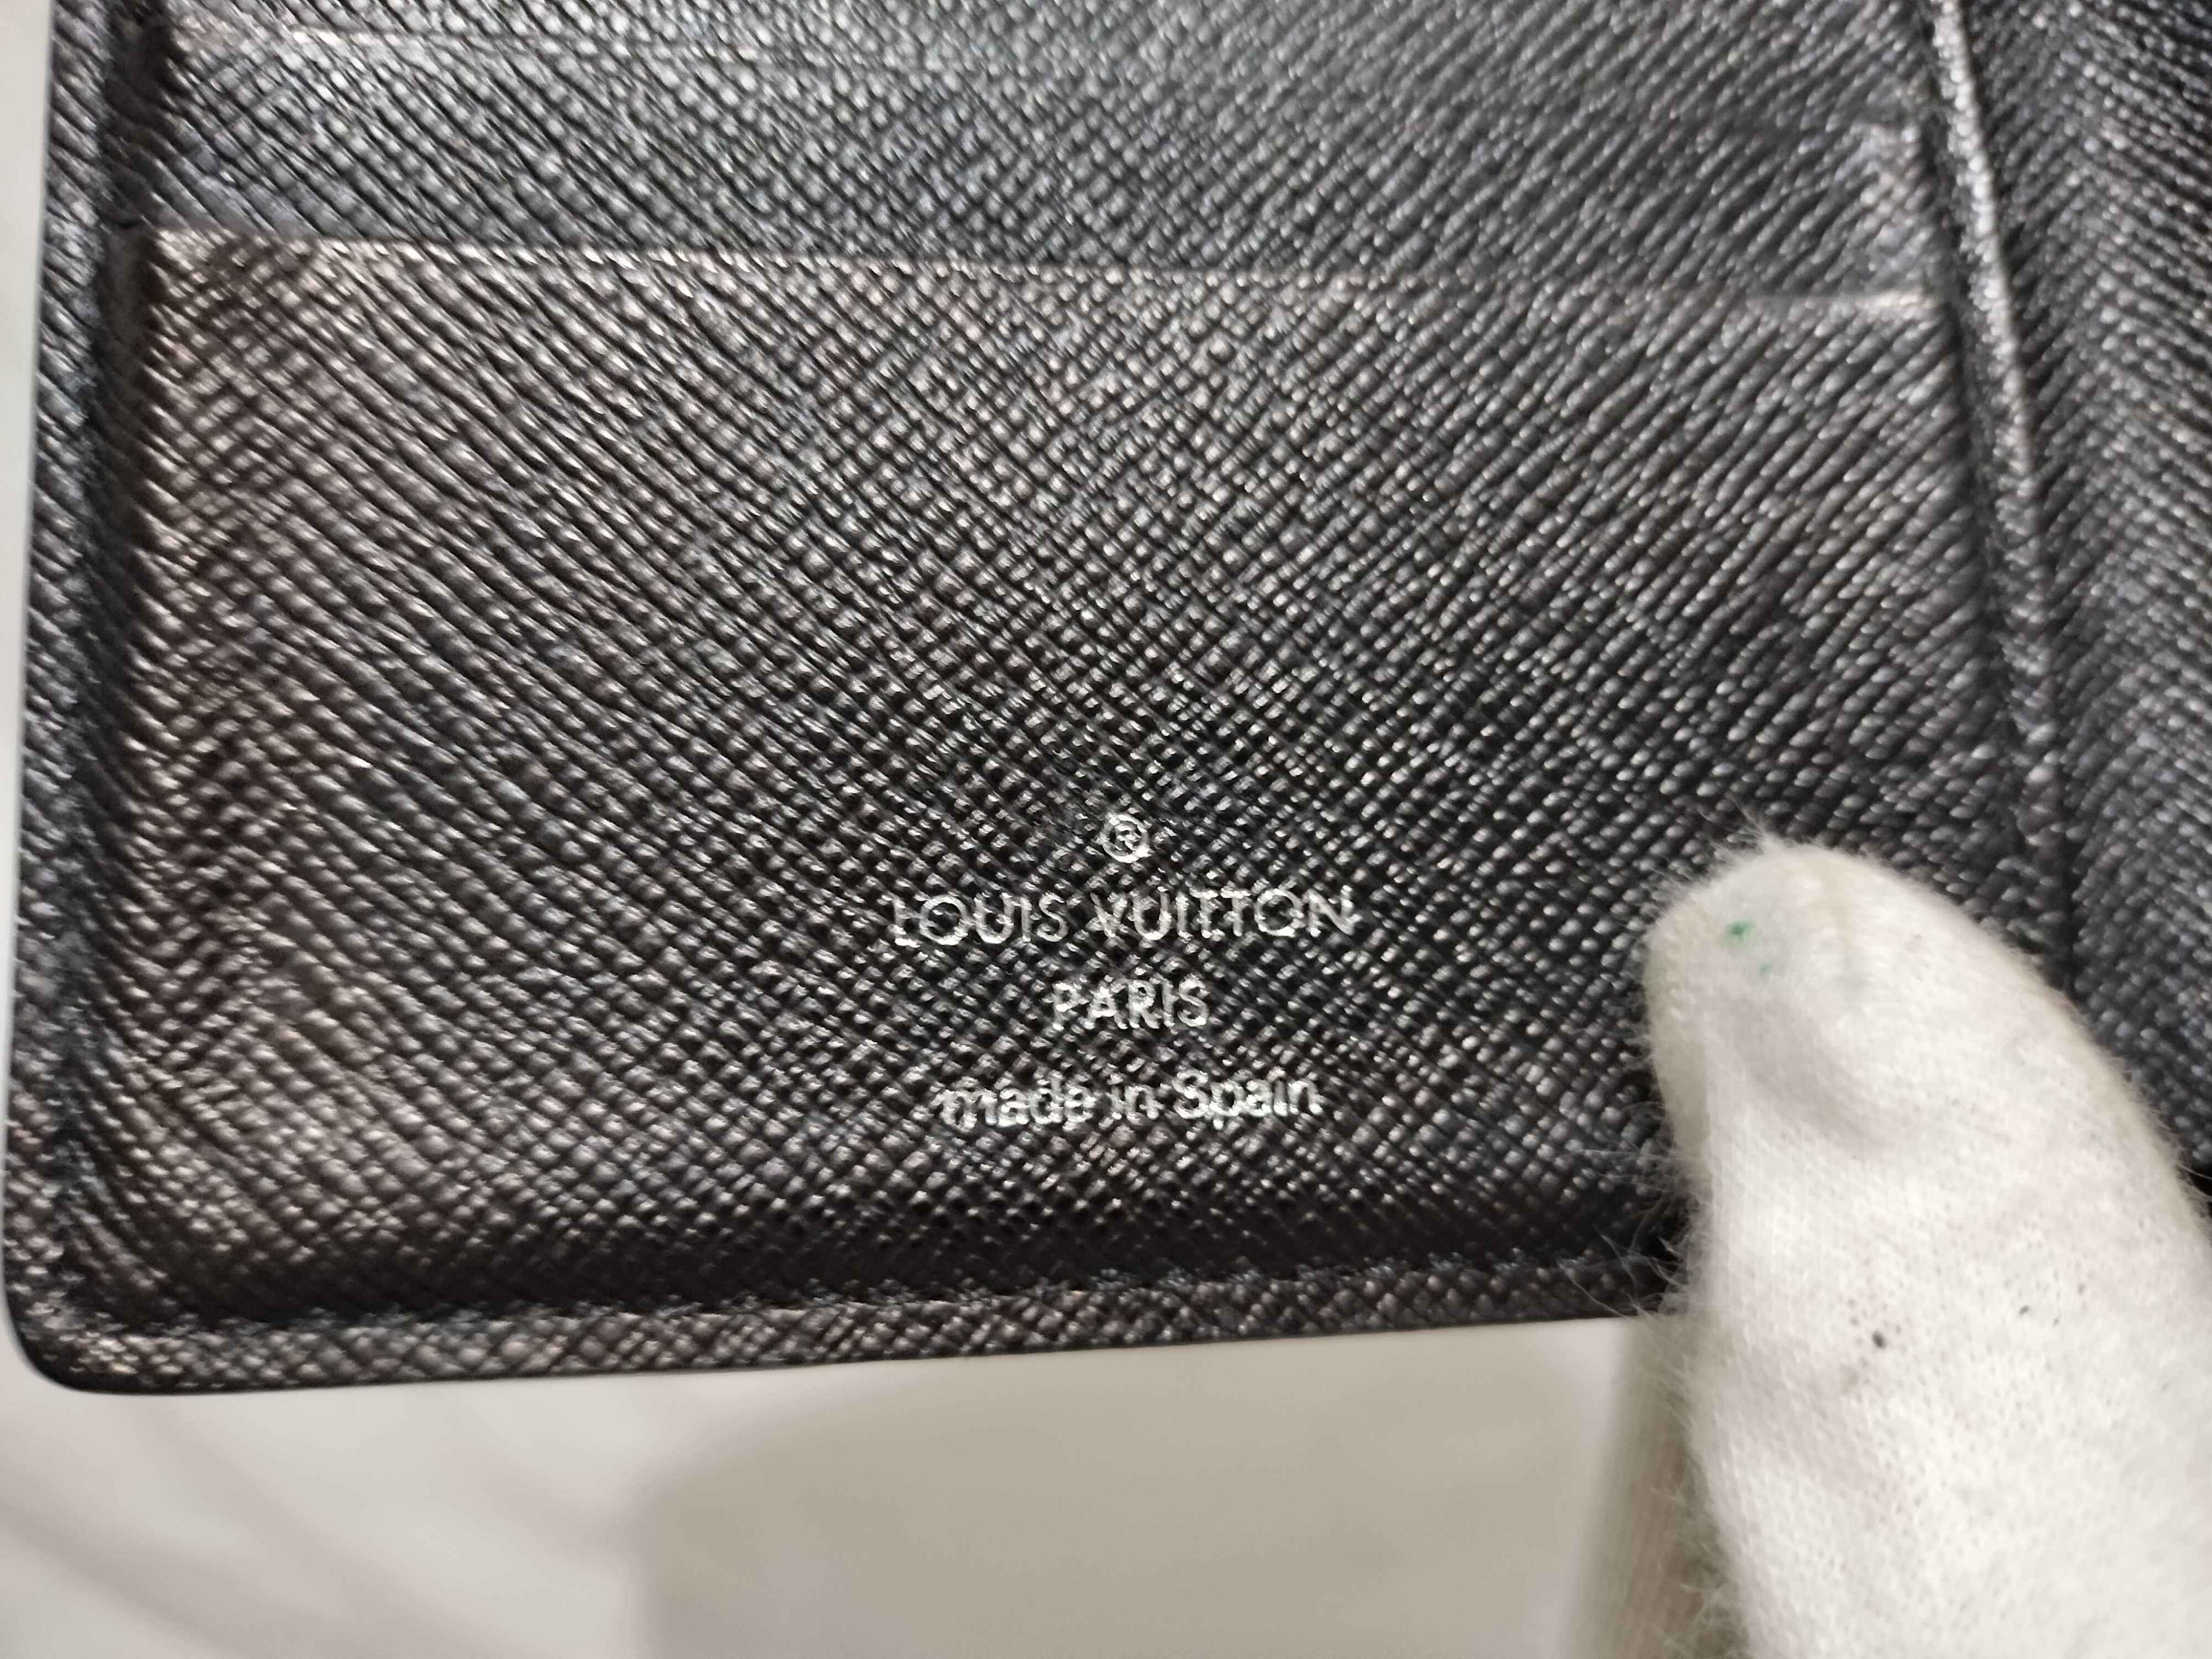 ®
LOUIS VUITTON
PARIS
made in Spain